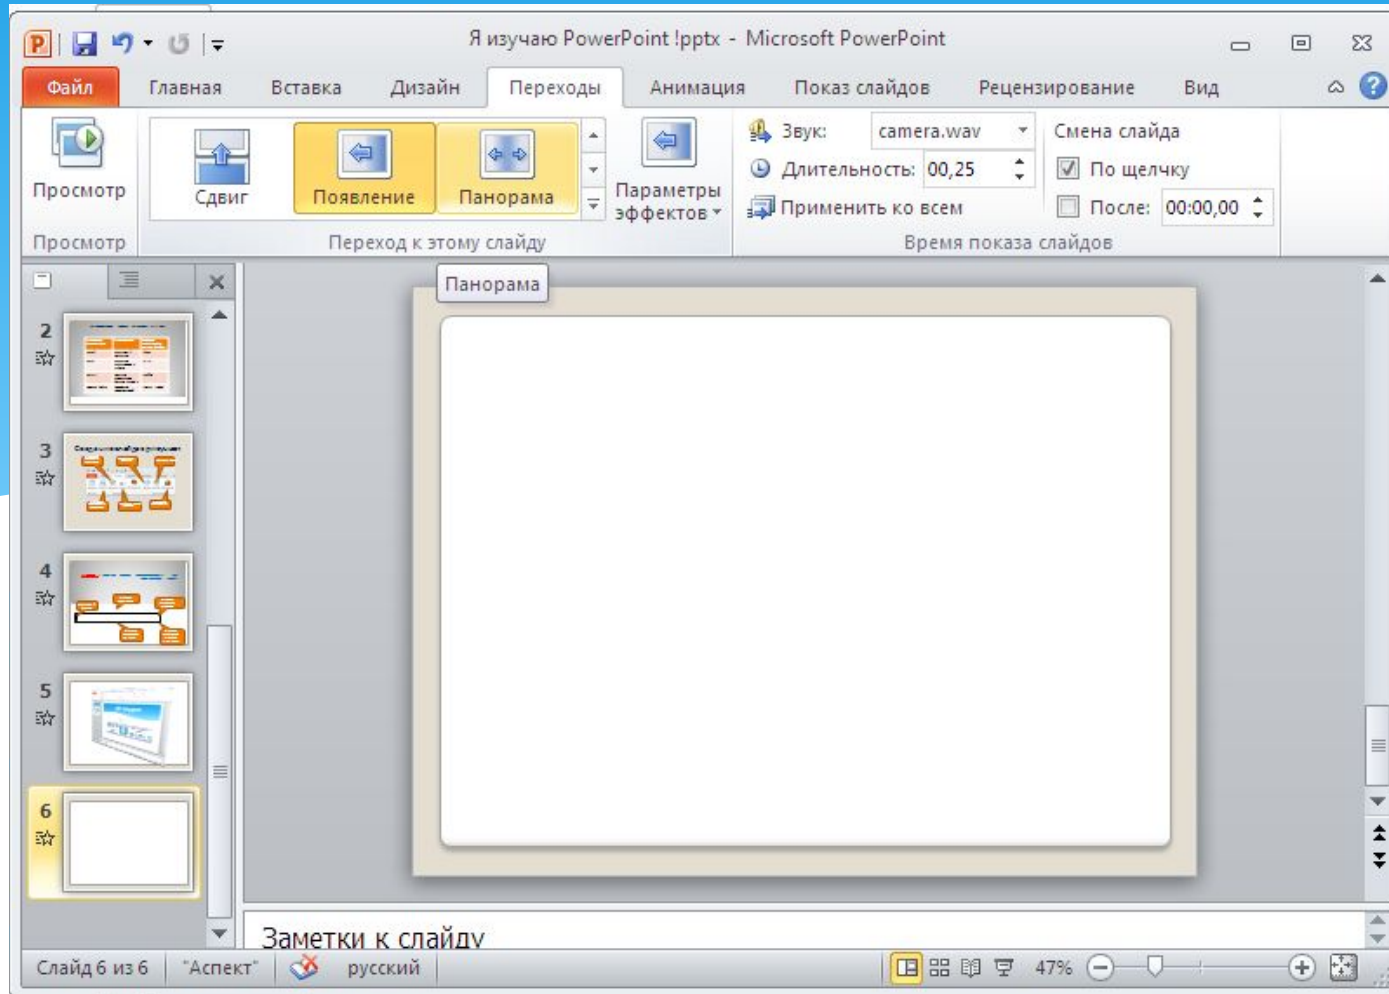 Я изучаю PowerPoint !pptx - Microsoft PowerPoint
Файл Главная Вставка Дизайн Переходы Анимация Показ слайдов Рецензирование Вид
Просмотр
Сдвиг
Появление
Панорама
Параметры
эффектов
Звук: camera.wav
Длительность: 00,25
Применить ко всем
Смена слайда
По щелчку
После: 00:00,00
Просмотр
Переход к этому слайду
Время показа слайдов
Панорама
2
3
4
5
6
Заметки к слайду
Слайд 6 из 6 "Аспект" русский 47%